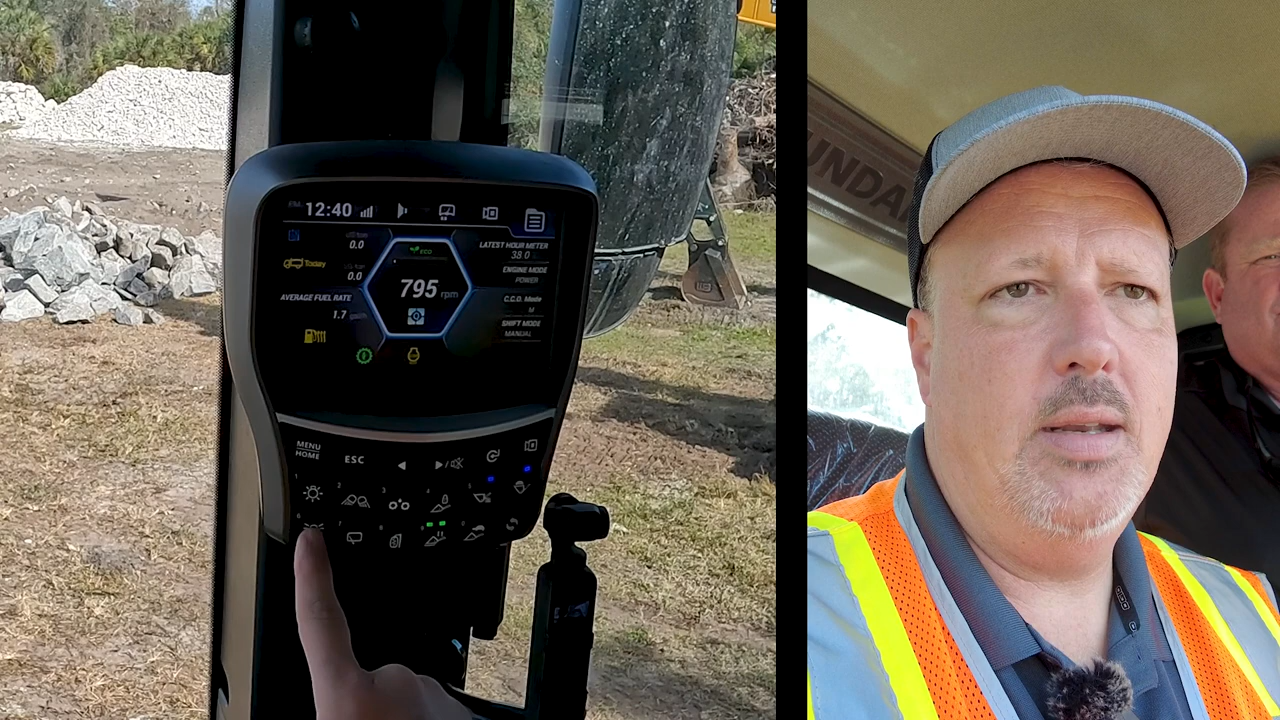 PM 12:40
ECO
0.0
Today
0.0
795 rpm
AVERAGE FUEL RATE
1.7
LATEST HOUR METER
38.0
ENGINE MODE
POWER
C.C.O. Mode
M
SHIFT MODE
MANUAL
MENU
HOME
ESC
UNDA